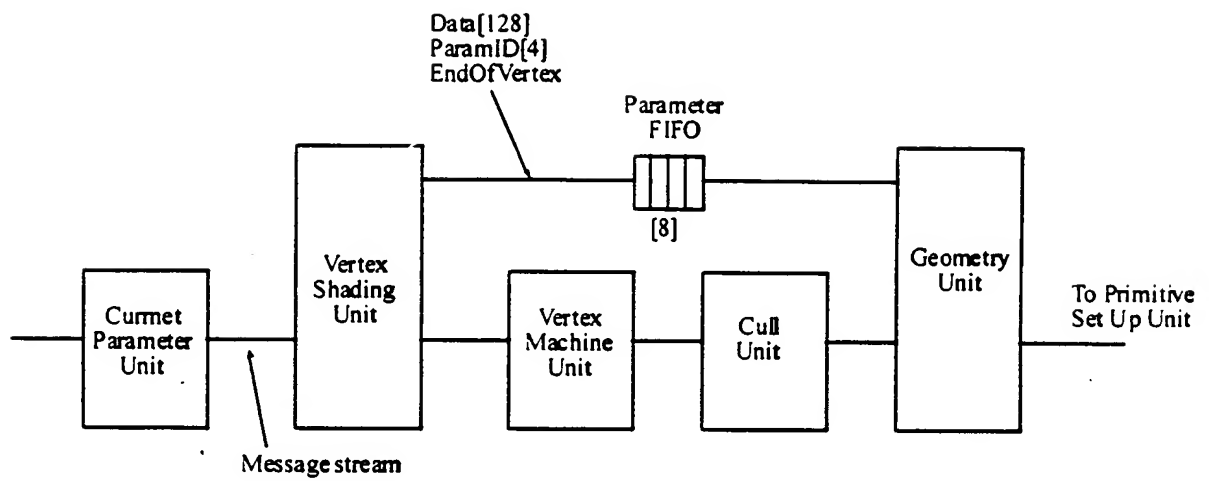 Data[128]
ParamID[4]
EndOfVertex
Parameter
FIFO
[8]
Vertex
Shading
Unit
Geometry
Unit
Currnet
Parameter
Unit
Vertex
Machine
Unit
Cull
Unit
To Primitive
Set Up Unit
Message stream